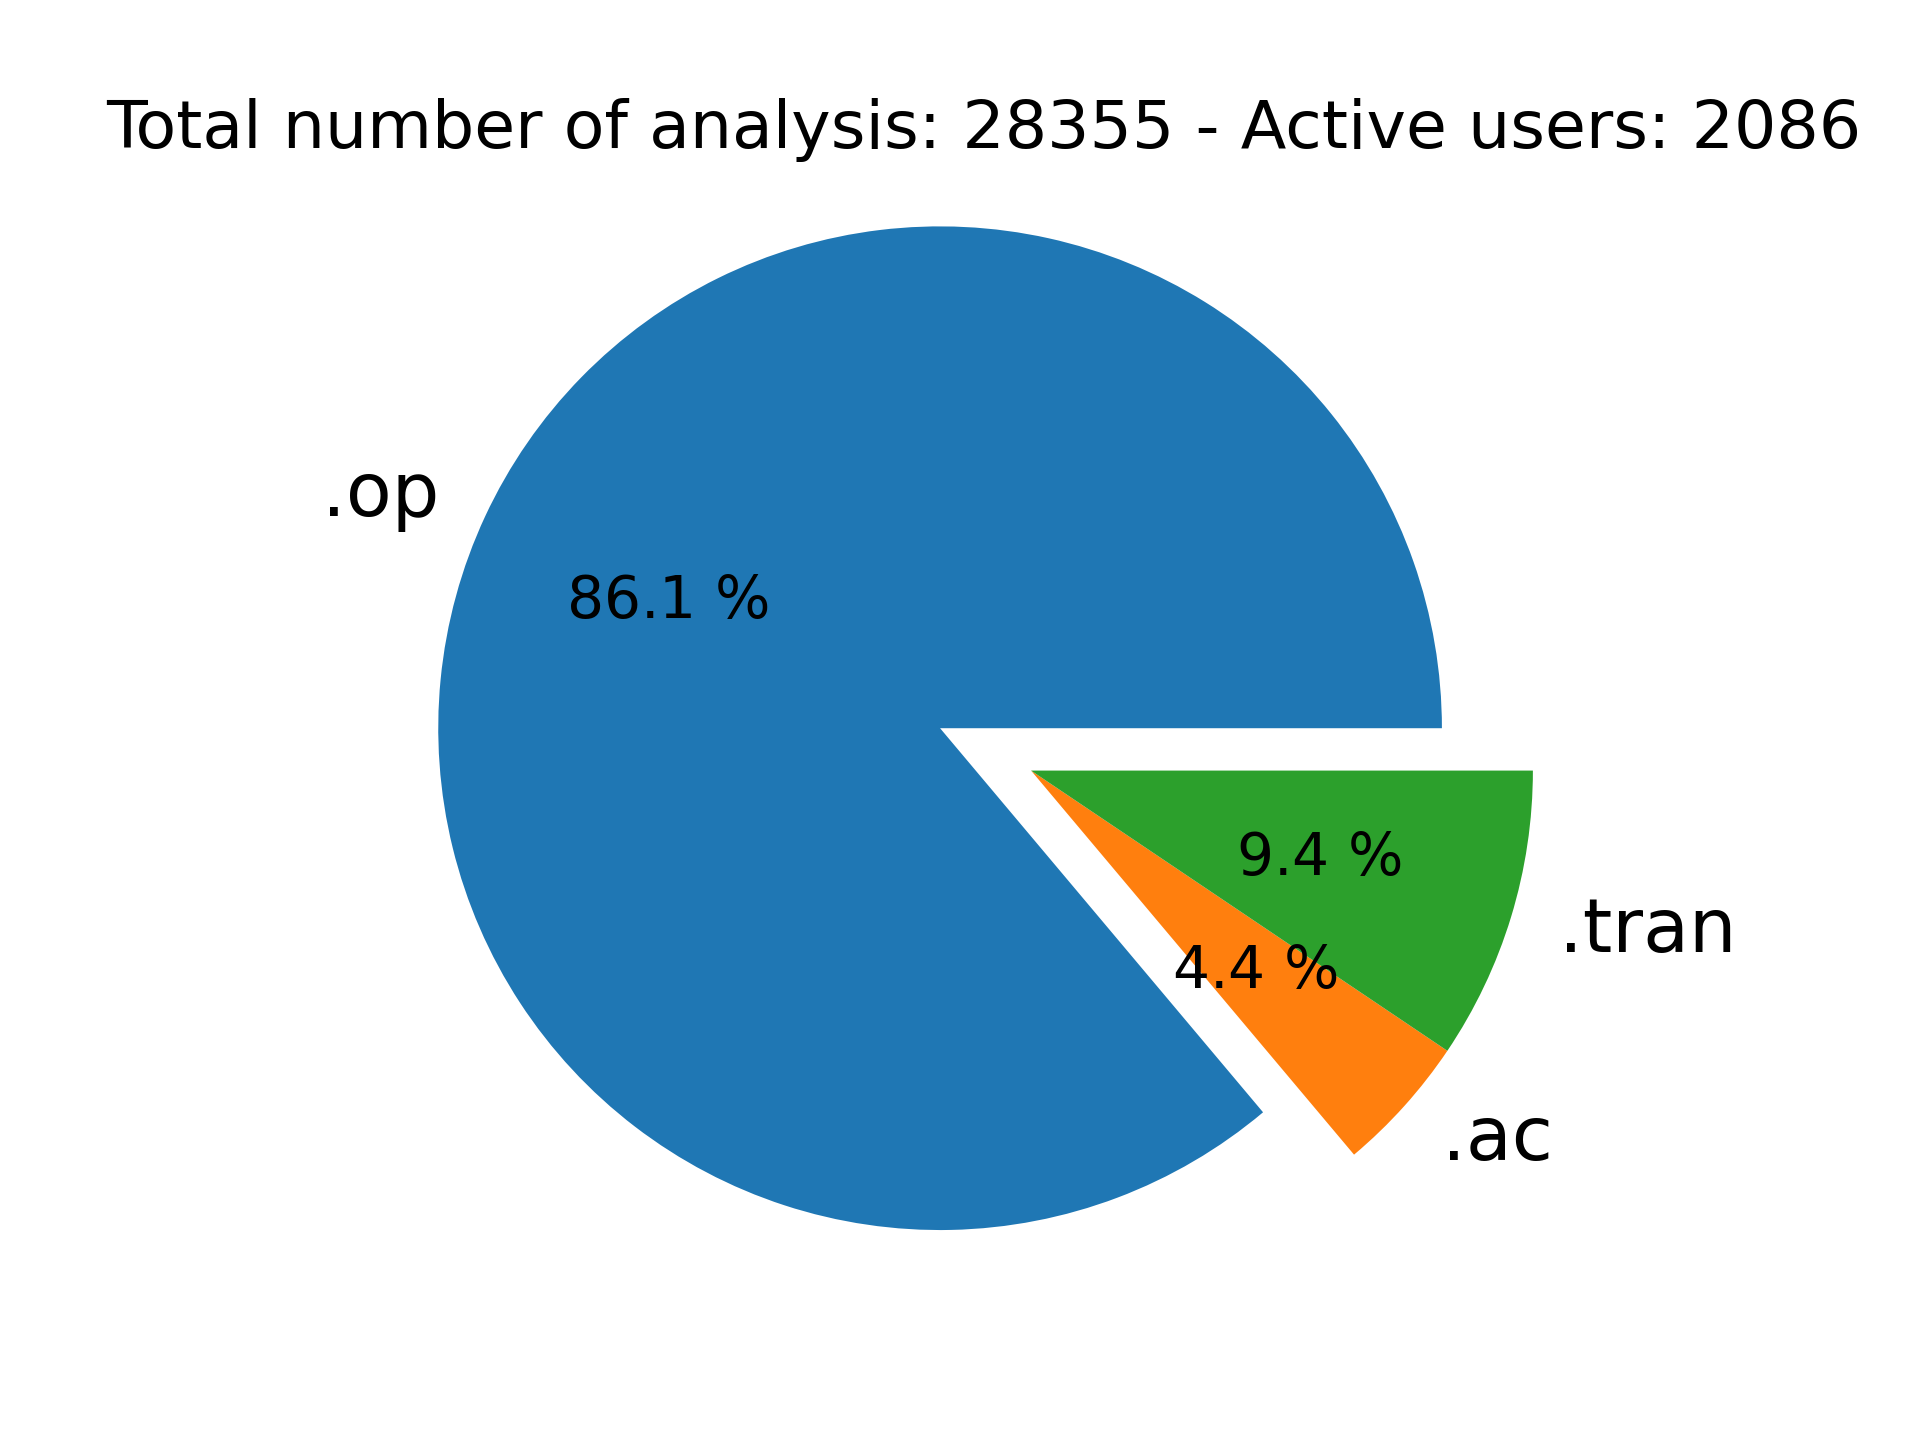 Total number of analysis: 28355 - Active users: 2086
.op
86.1 %
9.4 %
.tran
4.4 %
.ac